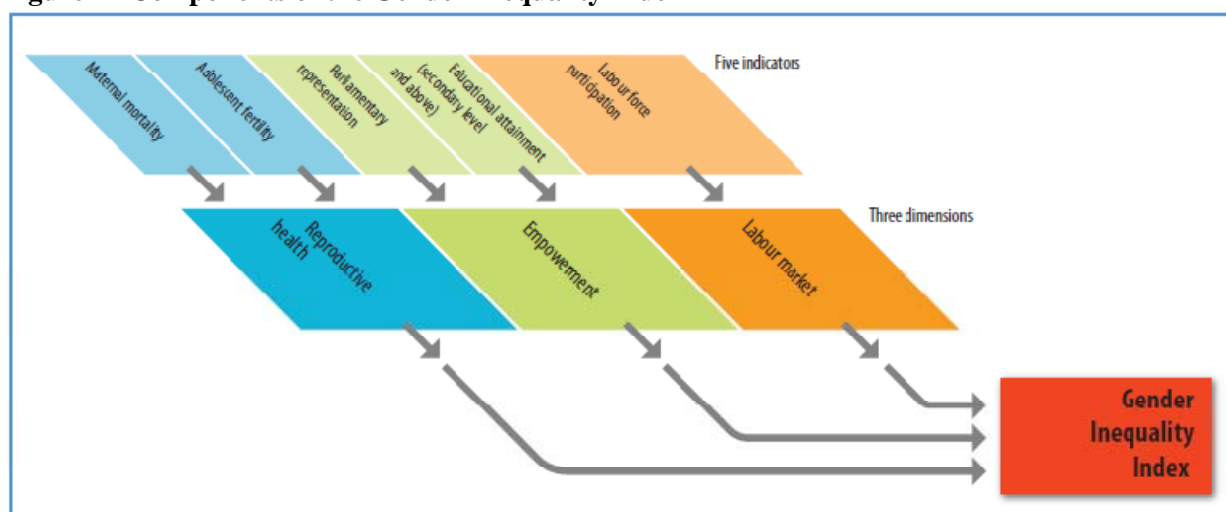 Maternal mortality
Adolescent fertility
Parliamentary
representation
Educational attainment
(secondary level
and above)
Labour force
participation
Five indicators
Reproductive
health
Empowerment
Labour market
Three dimensions
Gender
Inequality
Index